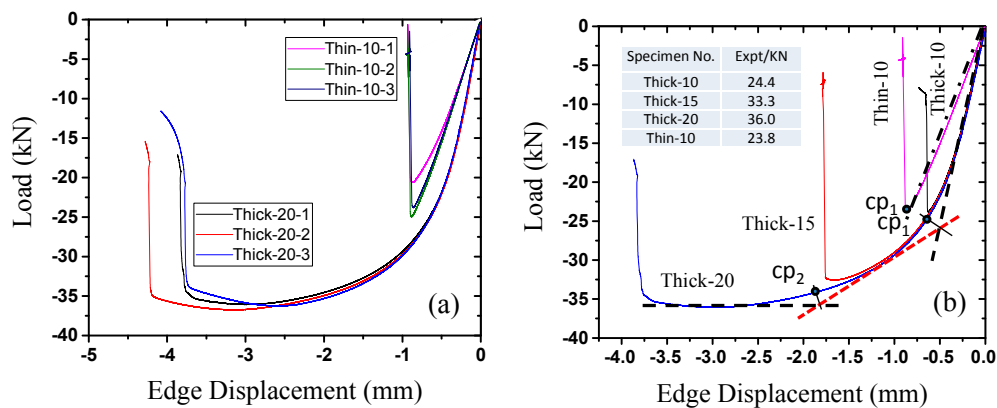 0
-5
-10
-15
-20
-25
-30
-35
-40
Load (kN)
Thin-10-1
Thin-10-2
Thin-10-3
Thick-20-1
Thick-20-2
Thick-20-3
(a)
-5 -4 -3 -2 -1 0
Edge Displacement (mm)
(b)
0
-5
-10
-15
-20
-25
-30
-35
-40
Load (kN)
Specimen No. Expt/KN
Thick-10 24.4
Thick-15 33.3
Thick-20 36.0
Thin-10 23.8
Thin-10
Thick-10
cp1
cp1
Thick-15
cp2
Thick-20
-4.0 -3.5 -3.0 -2.5 -2.0 -1.5 -1.0 -0.5 0.0
Edge Displacement (mm)